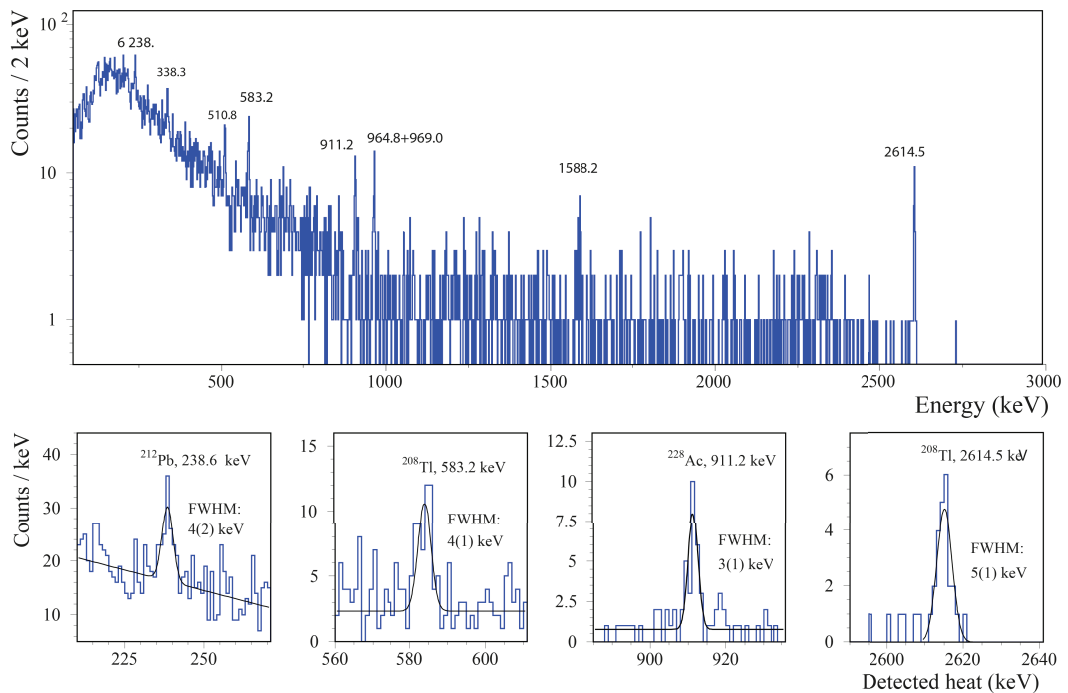 10 2
Counts / 2 keV
6 238.
338.3
510.8
583.2
911.2
964.8+969.0
1588.2
2614.5
10
1
500
1000
1500
2000
2500
3000
Energy (keV)
Counts / keV
40
30
20
10
212Pb, 238.6 keV
FWHM:
4(2) keV
225
250
15
10
5
0
208Tl, 583.2 keV
FWHM:
4(1) keV
560
580
600
12.5
10
7.5
5
2.5
0
228Ac, 911.2 keV
FWHM:
3(1) keV
900
920
8
6
4
2
0
208Tl, 2614.5 keV
FWHM:
5(1) keV
2600
2620
2640
Detected heat (keV)